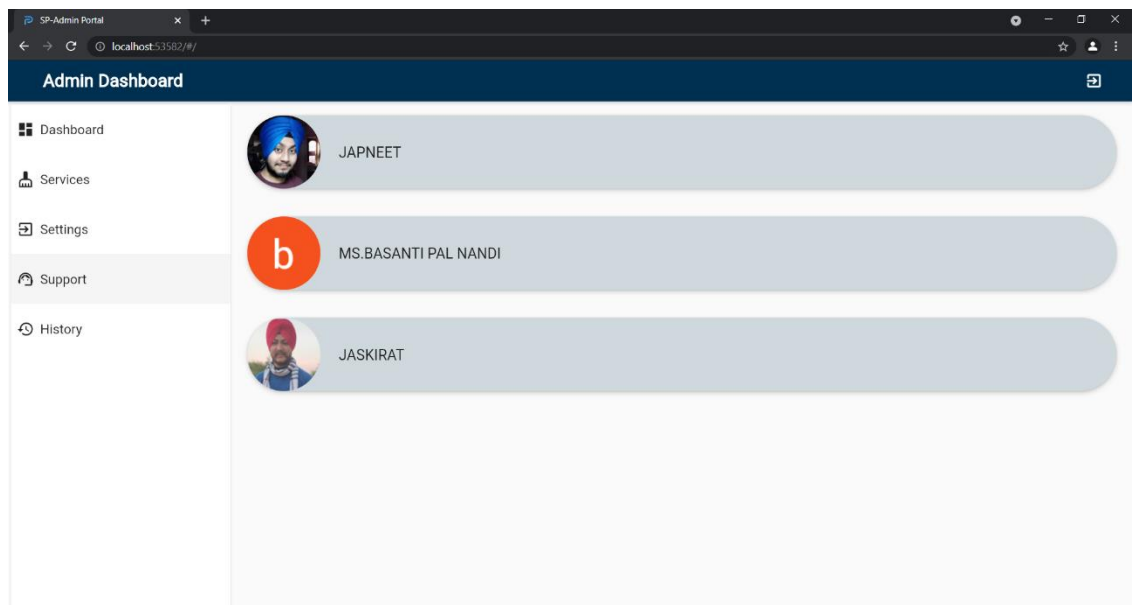 SP-Admin Portal
localhost:53582/#/
Admin Dashboard
Dashboard
Services
Settings
Support
History
JAPNEET
b
MS.BASANTI PAL NANDI
JASKIRAT